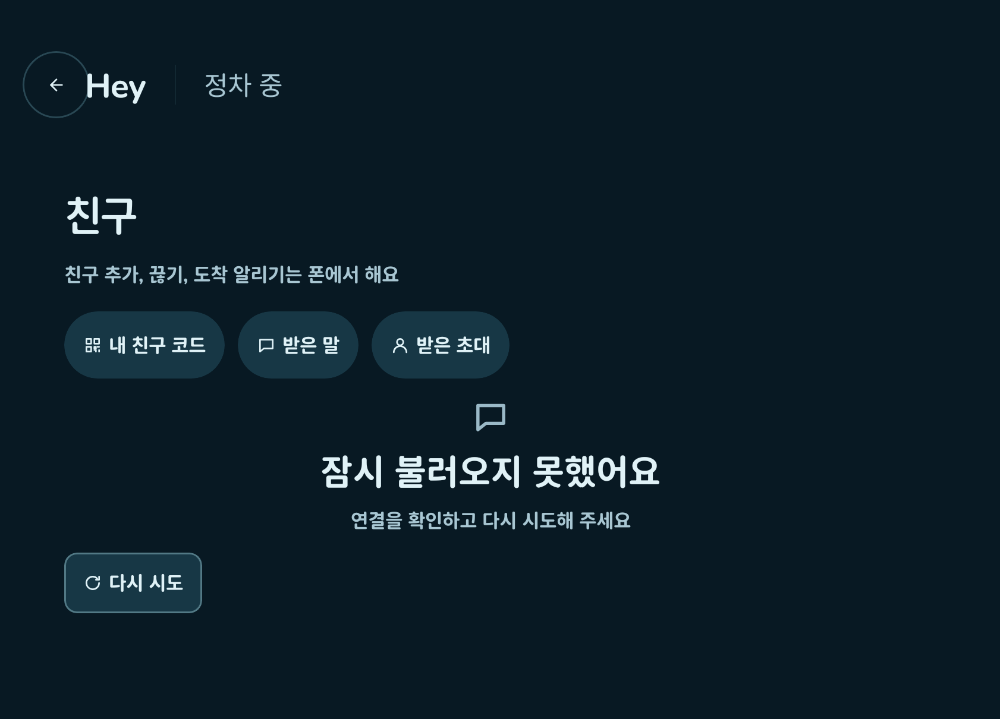 Hey 정차 중
친구
친구 추가, 끊기, 도착 알리기는 폰에서 해요
내 친구 코드 받은 말 받은 초대
잠시 불러오지 못했어요
연결을 확인하고 다시 시도해 주세요
다시 시도